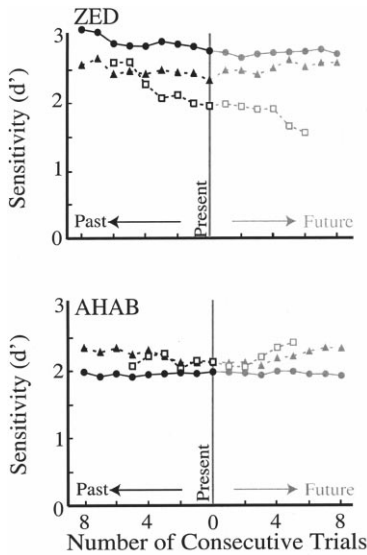 ZED
3
2
1
0
Sensitivity (d')
Past
Present
Future
AHAB
3
2
1
0
Sensitivity (d')
Past
Present
Future
8 4 0 4 8
Number of Consecutive Trials